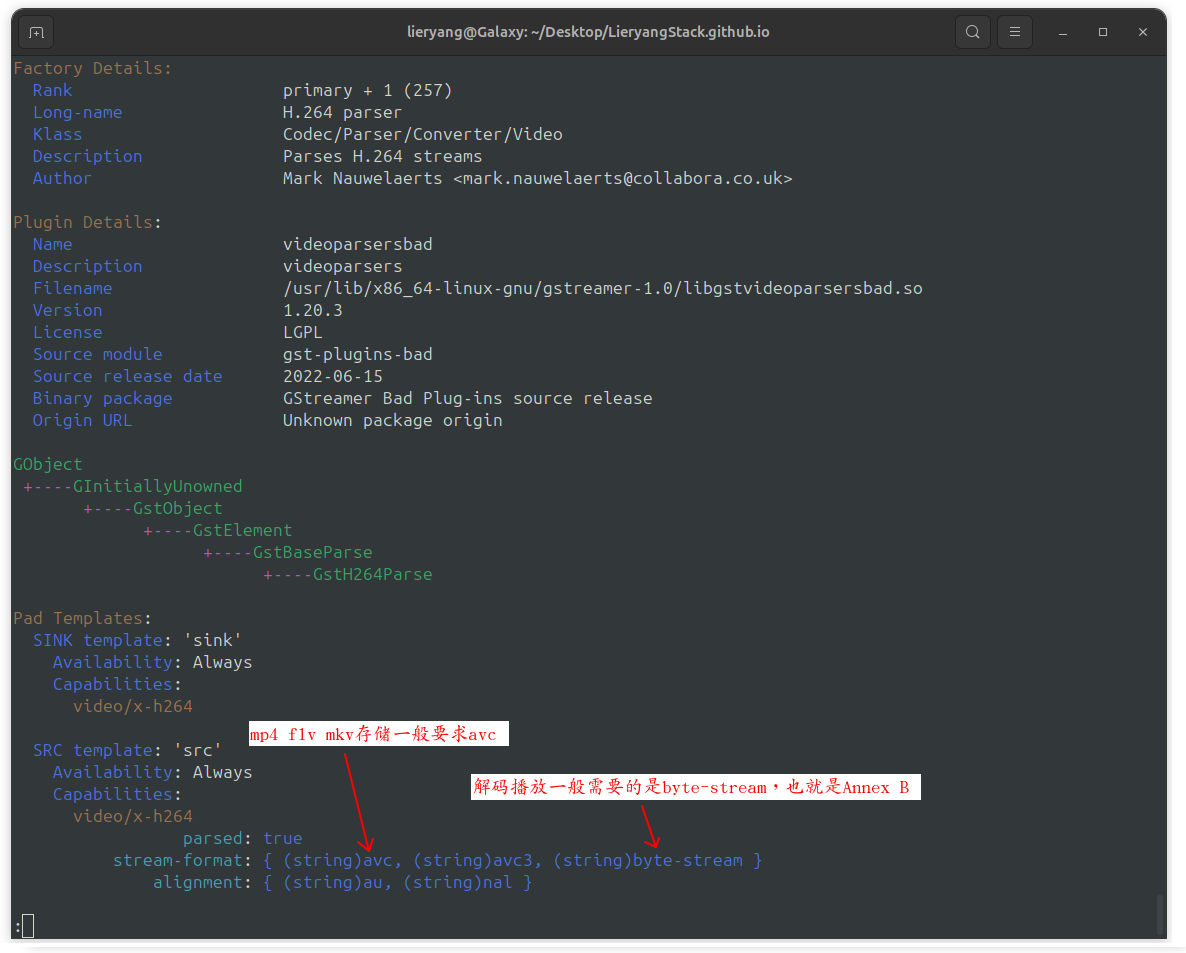 lieryang@Galaxy: ~/Desktop/LieryangStack.github.io
Factory Details:
Rank primary + 1 (257)
Long-name H.264 parser
Klass Codec/Parser/Converter/Video
Description Parses H.264 streams
Author Mark Nauwelaerts <mark.nauwelaerts@collabora.co.uk>
Plugin Details:
Name videoparsersbad
Description videoparsers
Filename /usr/lib/x86_64-linux-gnu/gstreamer-1.0/libgstvideoparsersbad.so
Version 1.20.3
License LGPL
Source module gst-plugins-bad
Source release date 2022-06-15
Binary package GStreamer Bad Plug-ins source release
Origin URL Unknown package origin
GObject
+----GInitiallyUnowned
+----GstObject
+----GstElement
+----GstBaseParse
+----GstH264Parse
Pad Templates:
SINK template: 'sink'
Availability: Always
Capabilities:
video/x-h264
mp4 flv mkv存储一般要求avc
SRC template: 'src'
Availability: Always
解码播放一般需要的是byte-stream，也就是Annex B
Capabilities:
video/x-h264
parsed: true
stream-format: { (string)avc, (string)avc3, (string)byte-stream }
alignment: { (string)au, (string)nal }
: